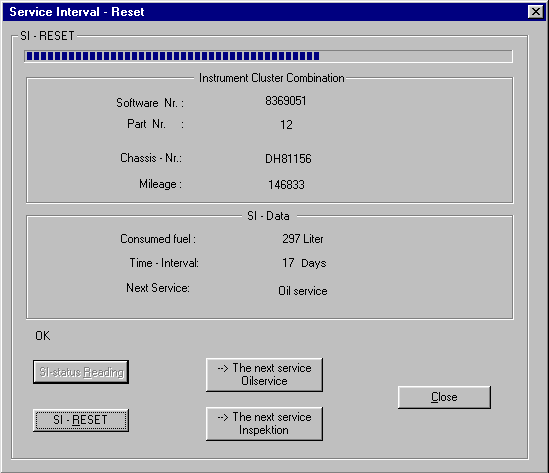 Service Interval - Reset
SI - RESET
Instrument Cluster Combination
Software Nr. : 8369051
Part Nr. : 12
Chassis - Nr.: DH81156
Mileage : 146833
SI - Data
Consumed fuel : 297 Liter
Time - Interval: 17 Days
Next Service: Oil service
OK
SI-status Reading
--> The next service
Oilservice
Close
SI - RESET
--> The next service
Inspektion